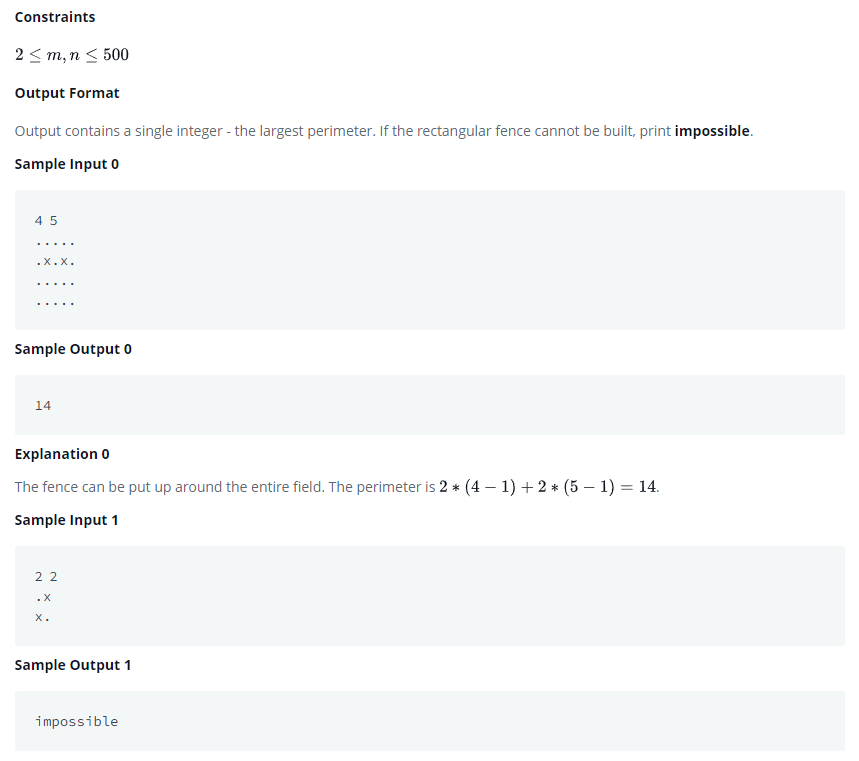 Constraints
2 ≤ m, n ≤ 500
Output Format
Output contains a single integer - the largest perimeter. If the rectangular fence cannot be built, print impossible.
Sample Input 0
4 5
.....
.x.x.
.....
.....
Sample Output 0
14
Explanation 0
The fence can be put up around the entire field. The perimeter is 2 ∗ (4 − 1) + 2 ∗ (5 − 1) = 14.
Sample Input 1
2 2
.x
x.
Sample Output 1
impossible